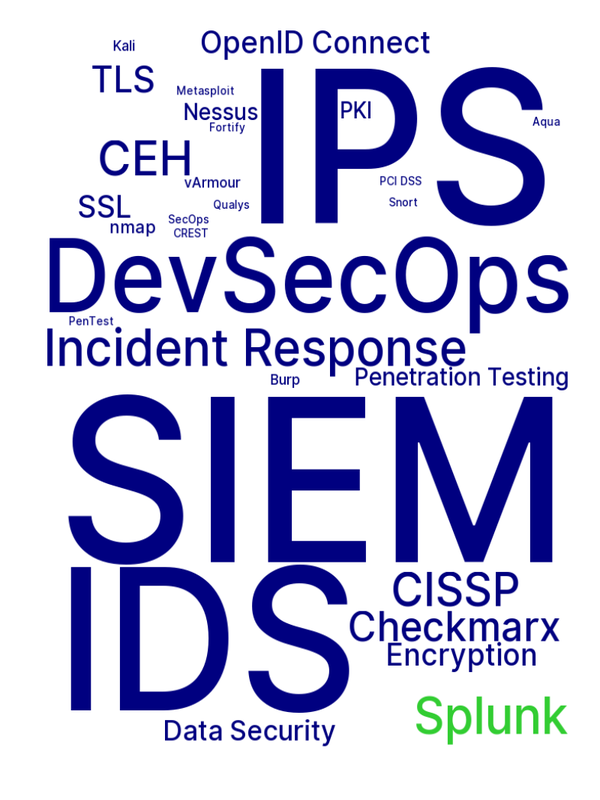 Kali
OpenID Connect
TLS
Metasploit
IPS
Nessus
PKI
Fortify
Aqua
CEH
vArmour
PCI DSS
SSL
Qualys
Snort
nmap
SecOps
CREST
DevSecOps
PenTest
Incident Response
Burp
Penetration Testing
SIEM
IDS
CISSP
Checkmarx
Encryption
Splunk
Data Security